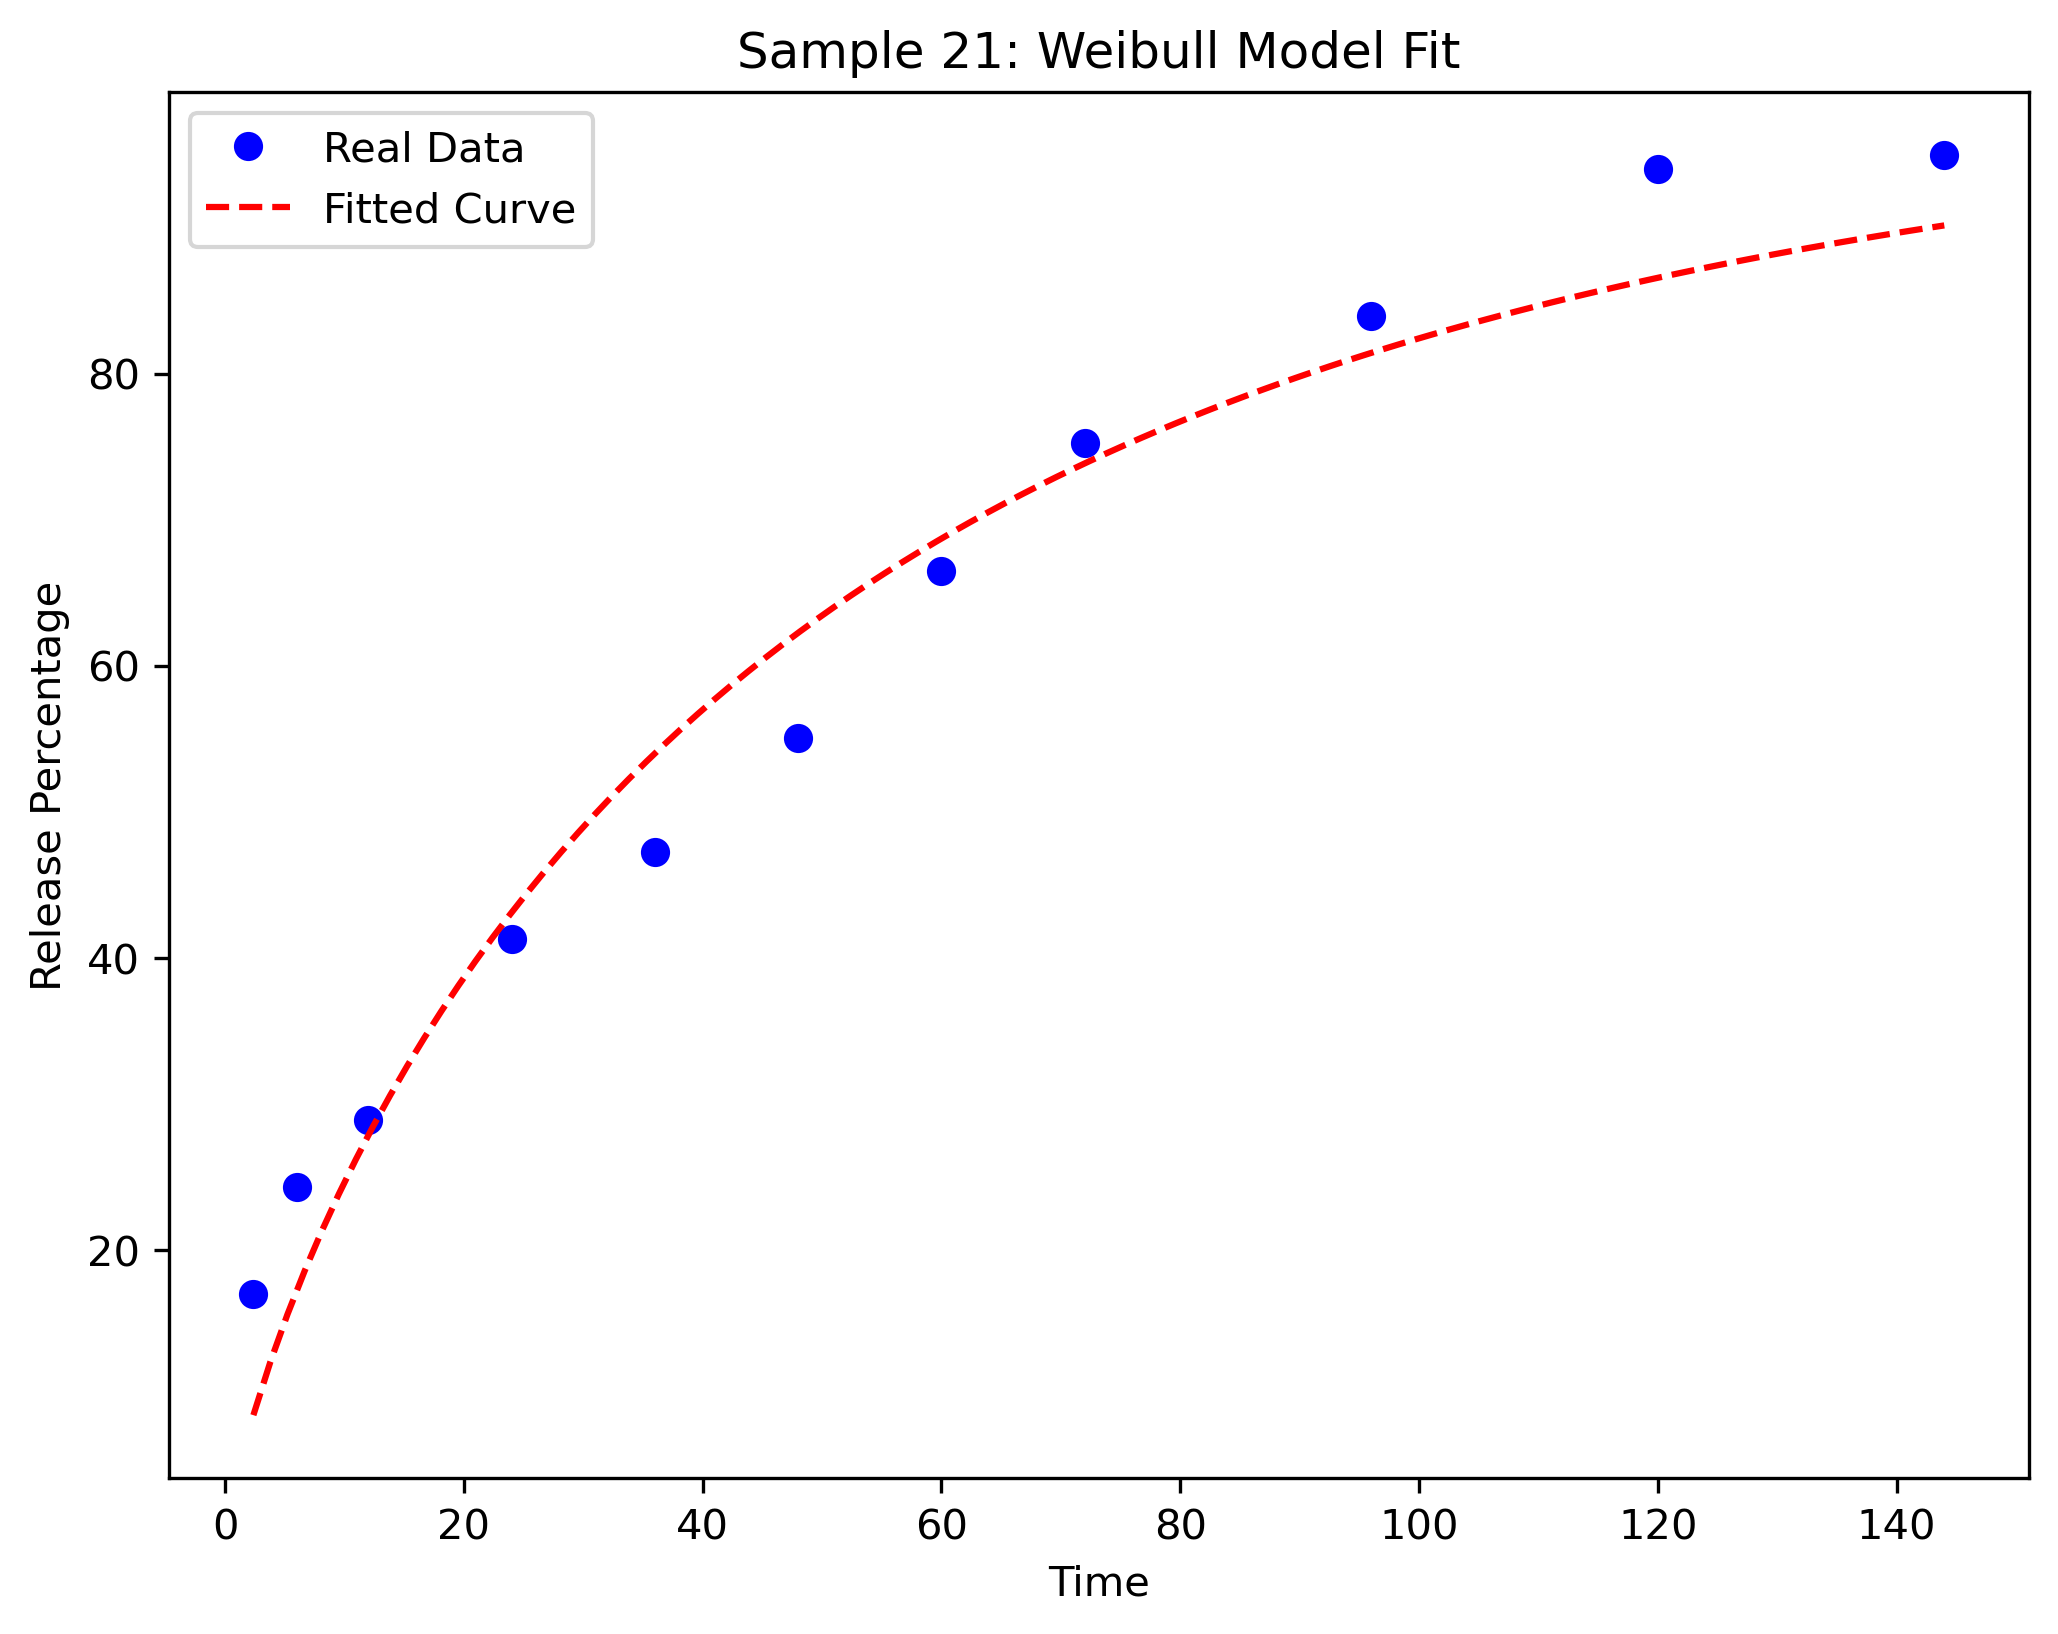 Sample 21: Weibull Model Fit
Real Data
Fitted Curve
Release Percentage
80
60
40
20
0 20 40 60 80 100 120 140
Time